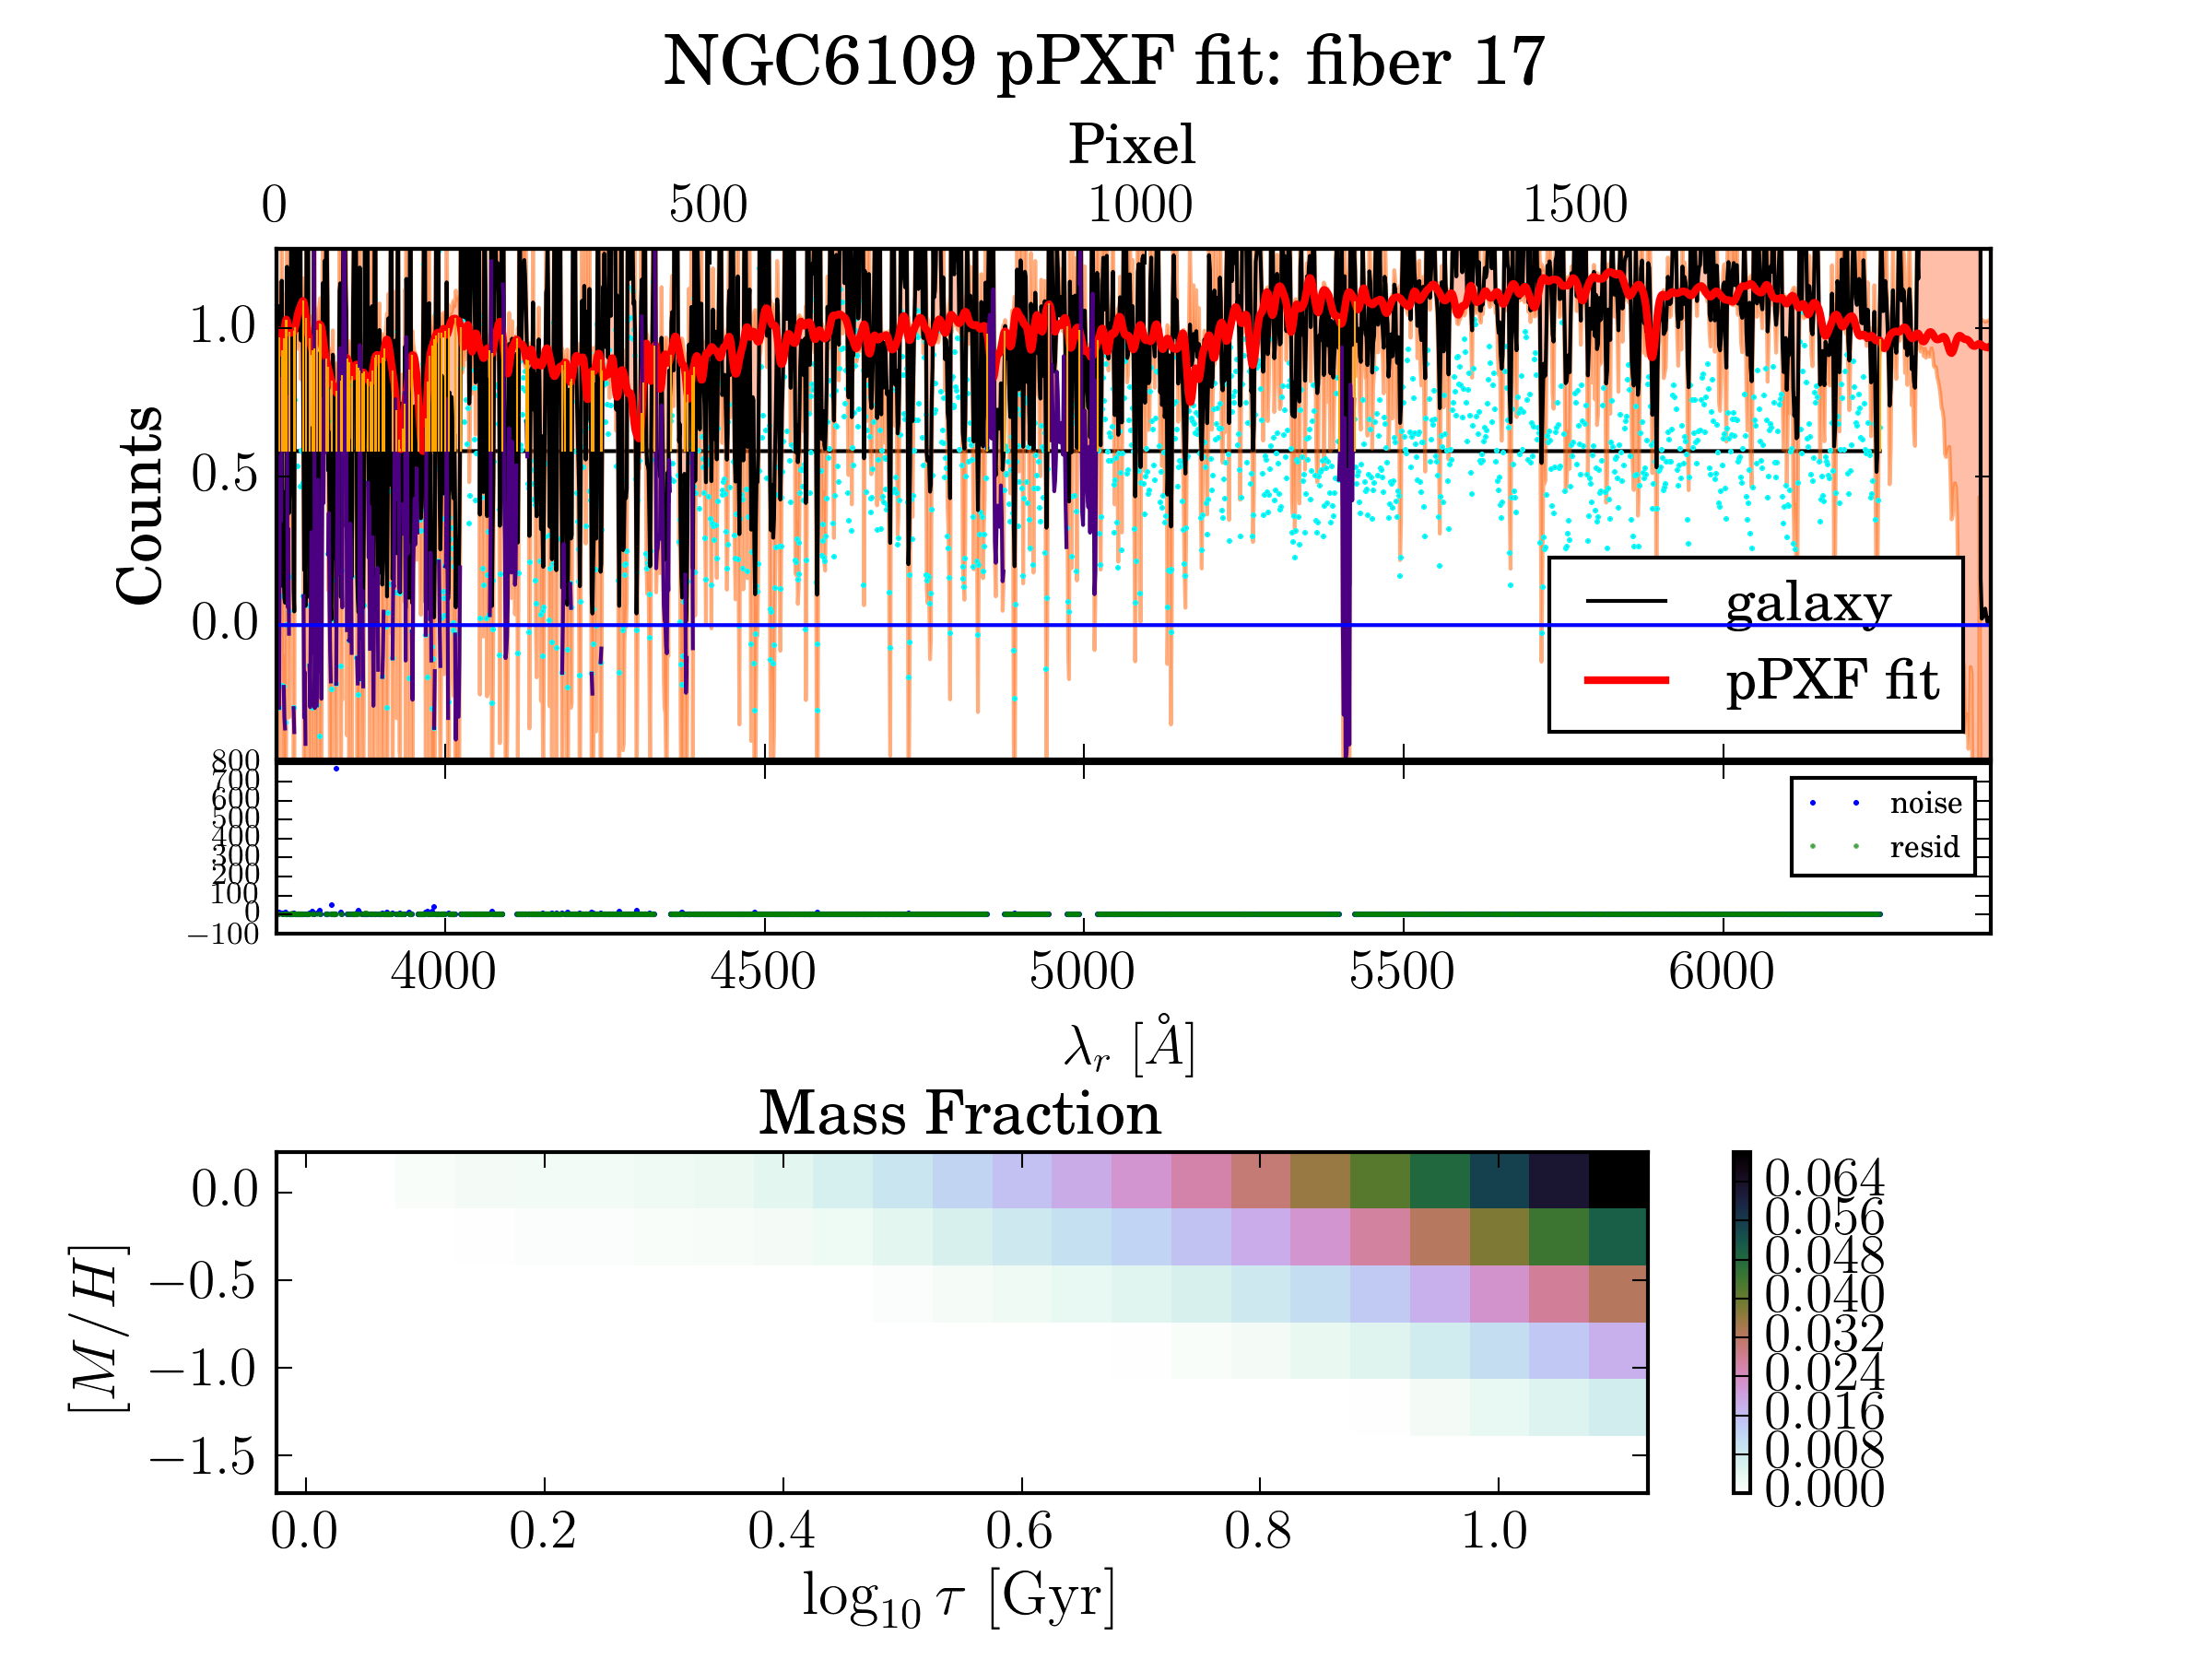 NGC6109 pPXF fit: fiber 17
Pixel
0 500 1000 1500
Counts
1.0
0.5
0.0
galaxy
pPXF fit
800
700
600
500
400
300
200
100
0
−100
noise
resid
4000 4500 5000 5500 6000
λr [Å]
Mass Fraction
[M/H]
0.0
−0.5
−1.0
−1.5
0.0 0.2 0.4 0.6 0.8 1.0
log10 τ [Gyr]
0.064
0.056
0.048
0.040
0.032
0.024
0.016
0.008
0.000